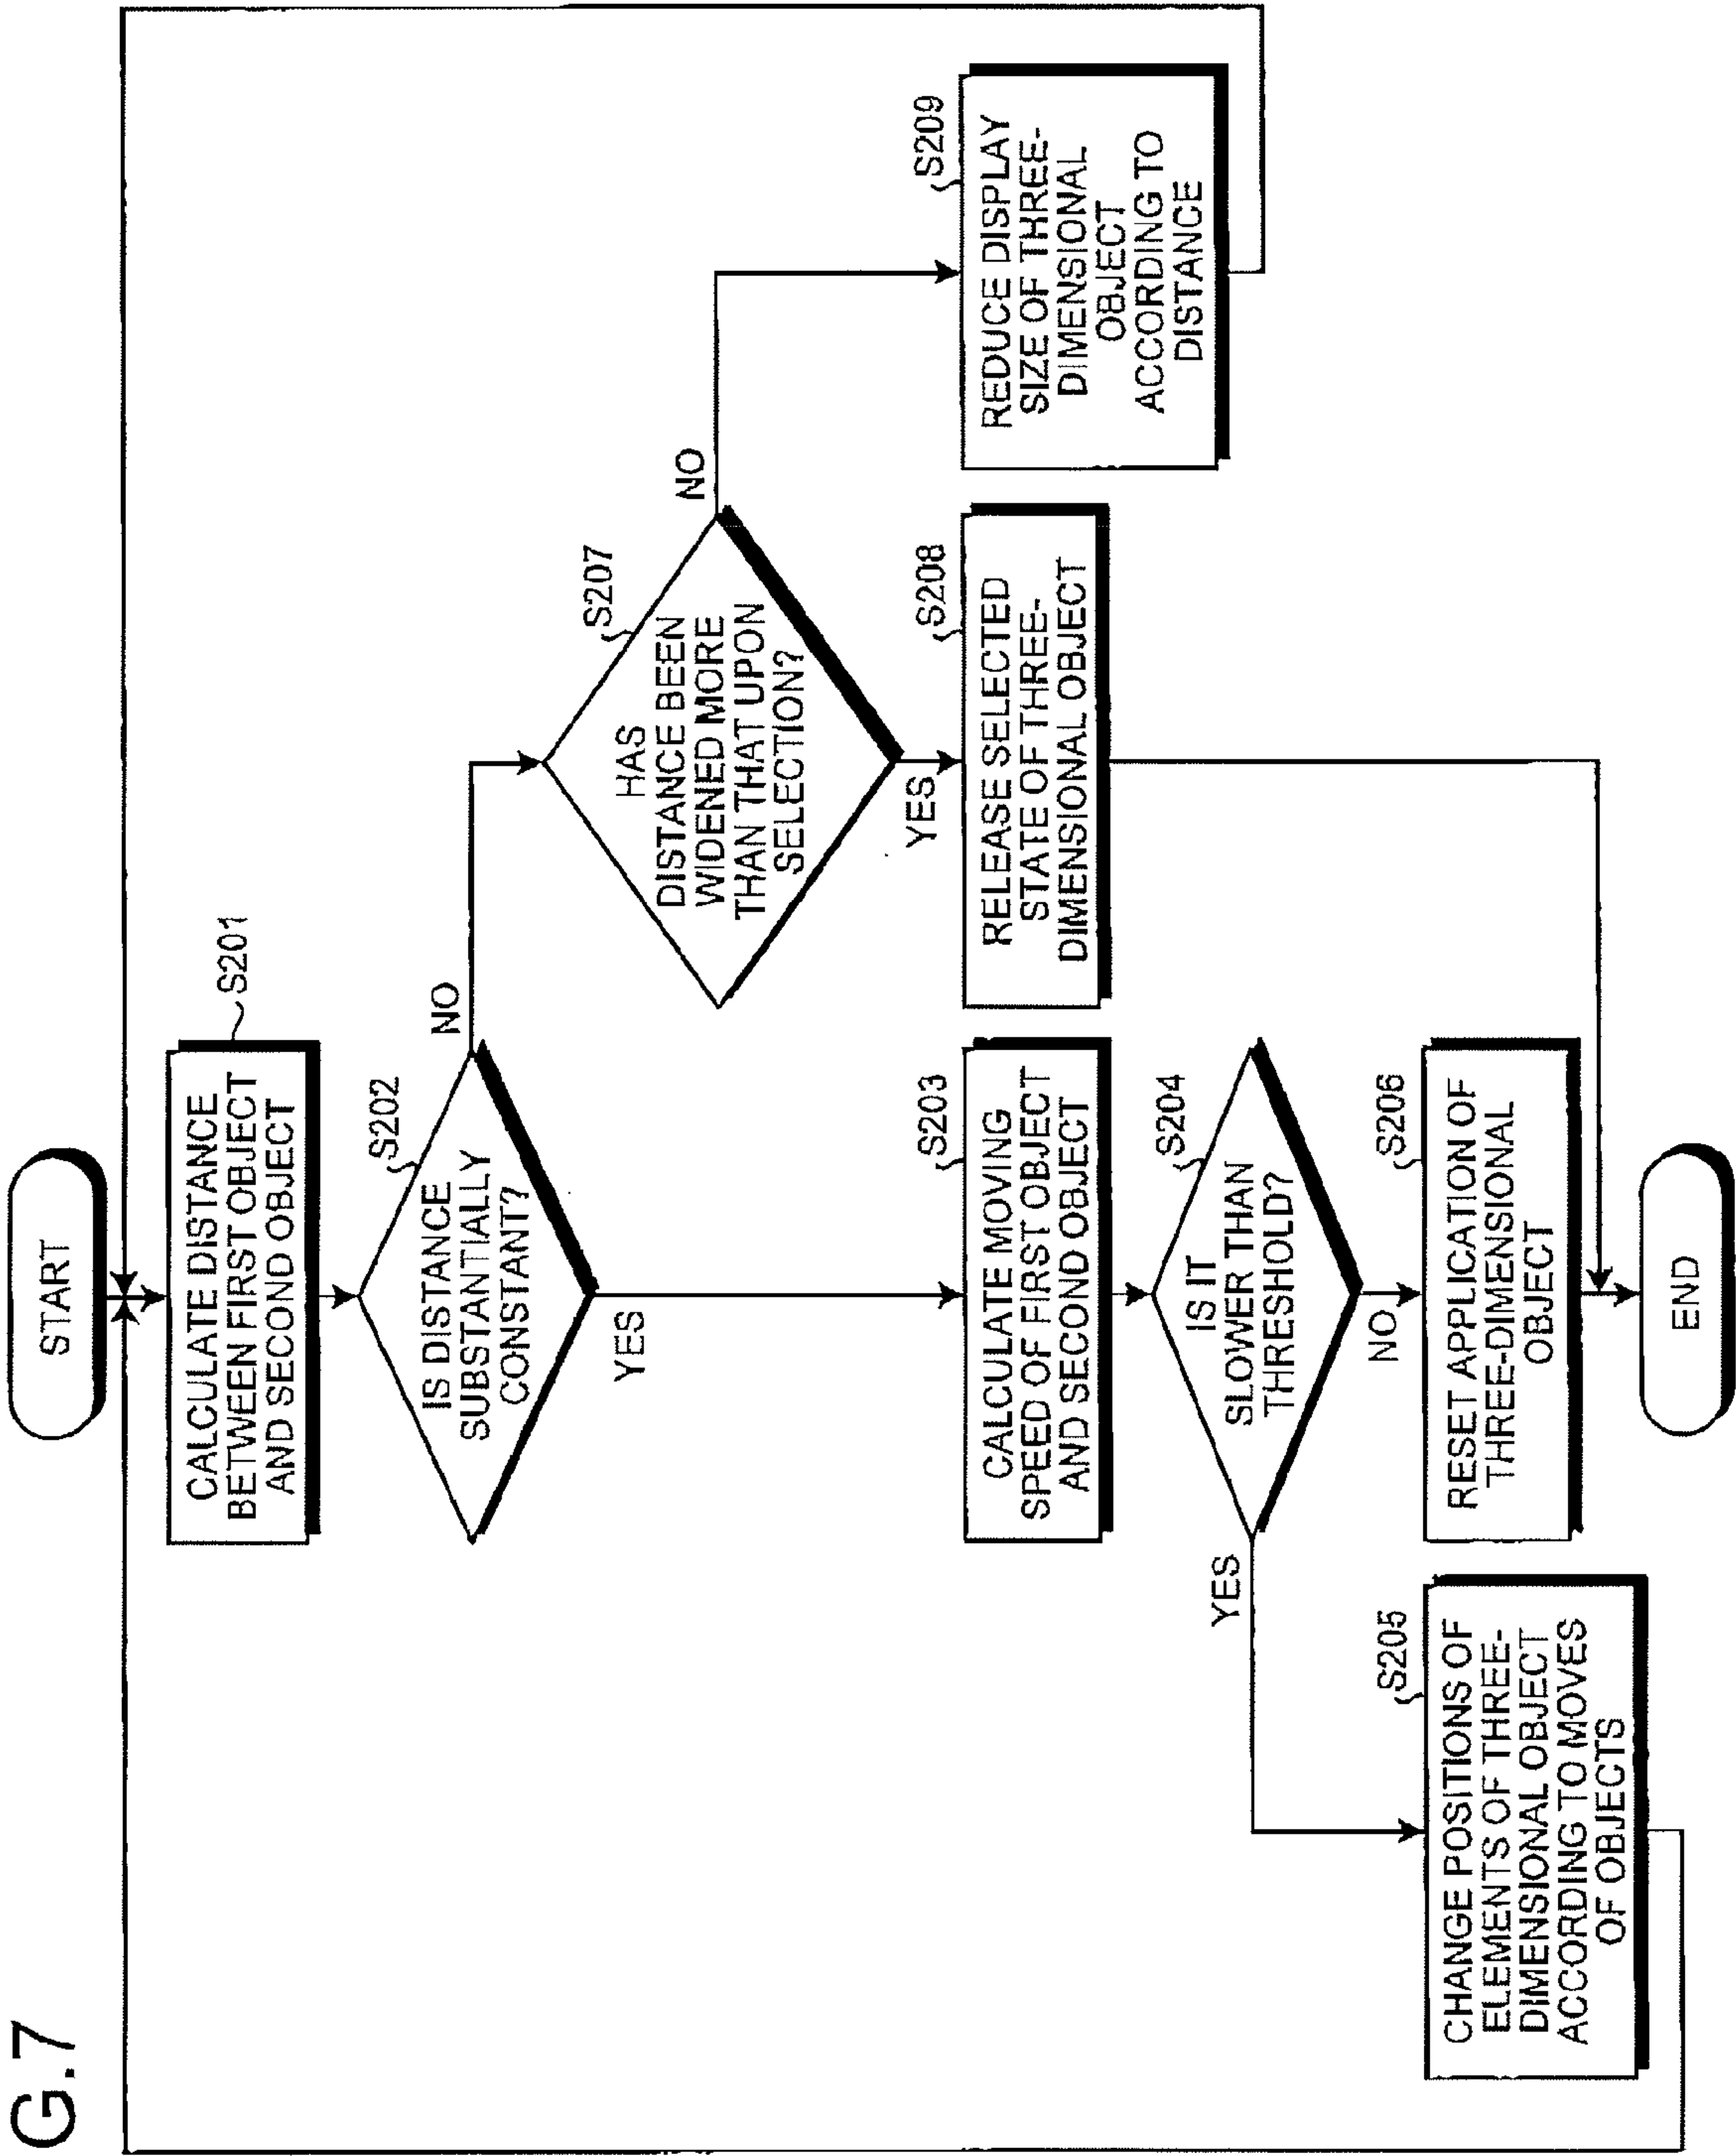 G.7
START
CALCULATE DISTANCE
BETWEEN FIRST OBJECT
AND SECOND OBJECT
S201
IS DISTANCE
SUBSTANTIALLY
CONSTANT?
S202
NO
YES
HAS
DISTANCE BEEN
WIDENED MORE
THAN THAT UPON
SELECTION?
S207
NO
YES
CALCULATE MOVING
SPEED OF FIRST OBJECT
AND SECOND OBJECT
S203
RELEASE SELECTED
STATE OF THREE-
DIMENSIONAL OBJECT
S208
REDUCE DISPLAY
SIZE OF THREE-
DIMENSIONAL
OBJECT
ACCORDING TO
DISTANCE
S209
IS IT
SLOWER THAN
THRESHOLD?
S204
YES
NO
CHANGE POSITIONS OF
ELEMENTS OF THREE-
DIMENSIONAL OBJECT
ACCORDING TO MOVES
OF OBJECTS
S205
RESET APPLICATION OF
THREE-DIMENSIONAL
OBJECT
S206
END